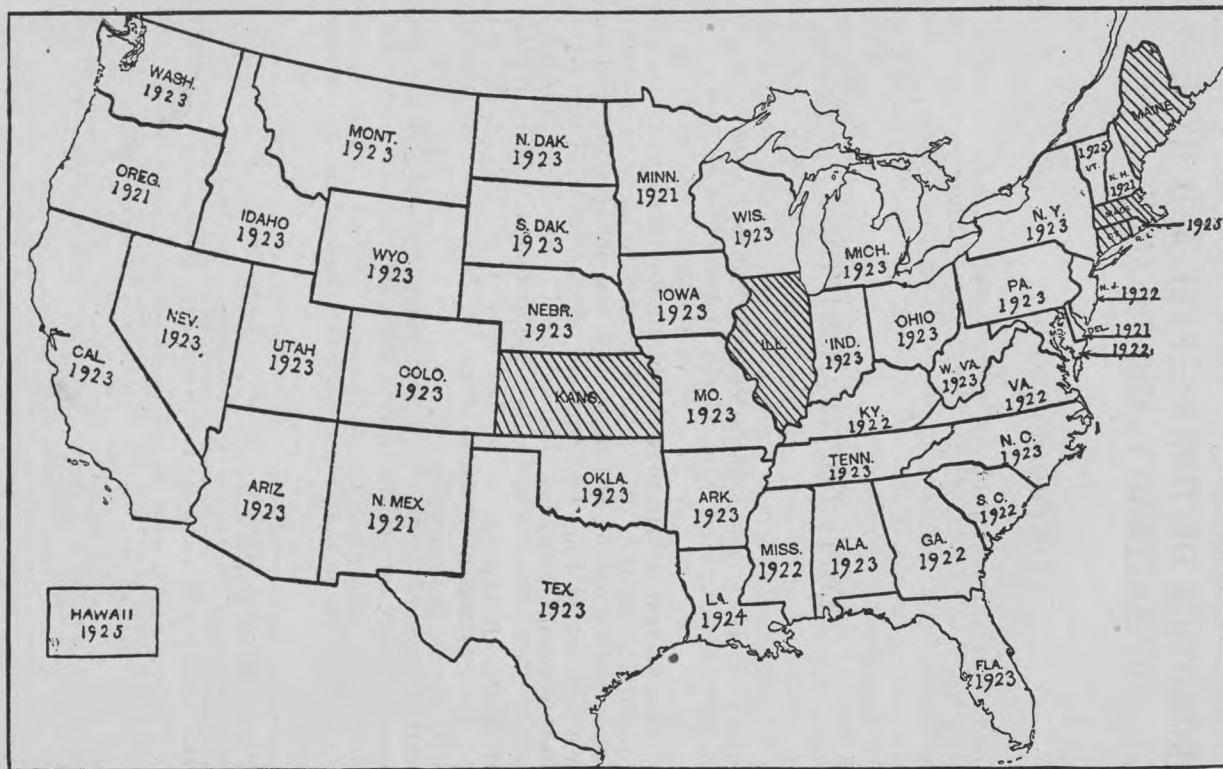 WASH.
1923
MONT.
1923
N. DAK.
1923
MINN.
1921
OREG.
1921
IDAHO
1923
WYO.
1923
S. DAK.
1923
WIS.
1923
MICH.
1923
N. Y.
1923
1923
VT.
N. H.
1921
MAINE
MASS.
R. I.
1925
CAL.
1923
NEV.
1923
UTAH
1923
COLO.
1923
NEBR.
1923
IOWA
1923
ILL.
'IND.
1923
OHIO
1923
PA.
1923
N. J.
1922
DEL.
1921
1922
KANS.
MO.
1923
KY.
1922
W. VA.
1923
VA.
1922
ARIZ.
1923
N. MEX.
1921
OKLA.
1923
ARK.
1923
TENN.
1923
N. C.
1923
S. C.
1922
TEX.
1923
LA.
1924
MISS.
1922
ALA.
1923
GA.
1922
FLA.
1923
HAWAII
1925